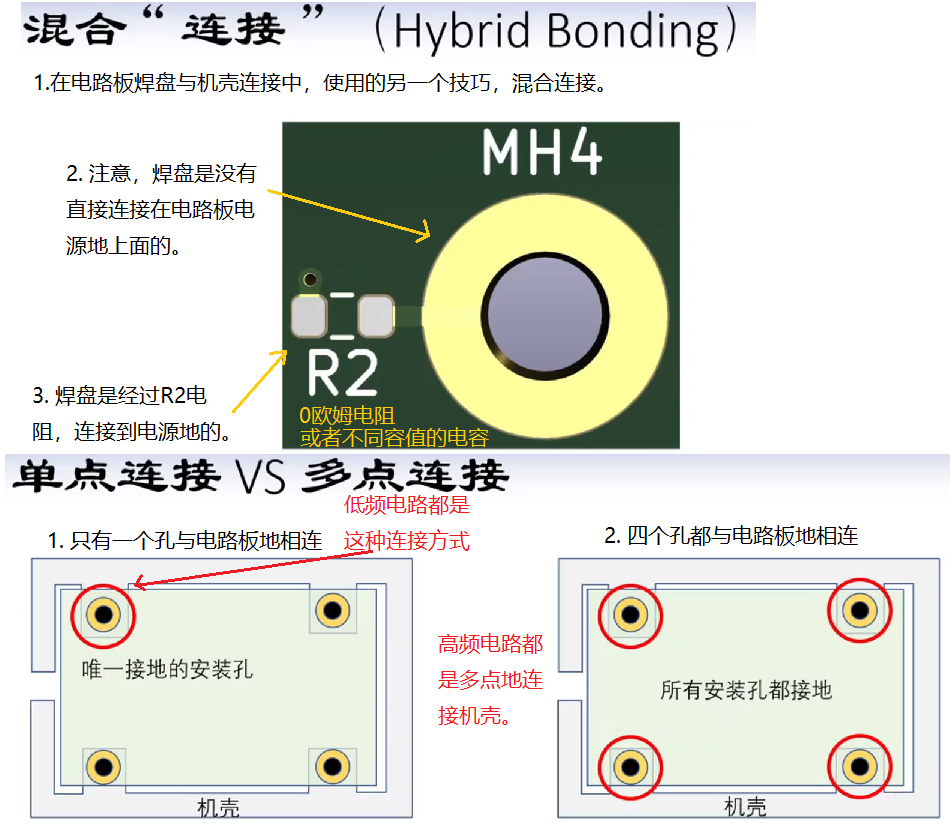 混合“连接”（Hybrid Bonding）
1.在电路板焊盘与机壳连接中，使用的另一个技巧，混合连接。
MH4
2. 注意，焊盘是没有
直接连接在电路板电
源地上面的。
R2
3. 焊盘是经过R2电
阻，连接到电源地的。
0欧姆电阻
或者不同容值的电容
单点连接 VS 多点连接
低频电路都是
这种连接方式
1. 只有一个孔与电路板地相连
2. 四个孔都与电路板地相连
唯一接地的安装孔
高频电路都
是多点地连
接机壳。
所有安装孔都接地
机壳
机壳